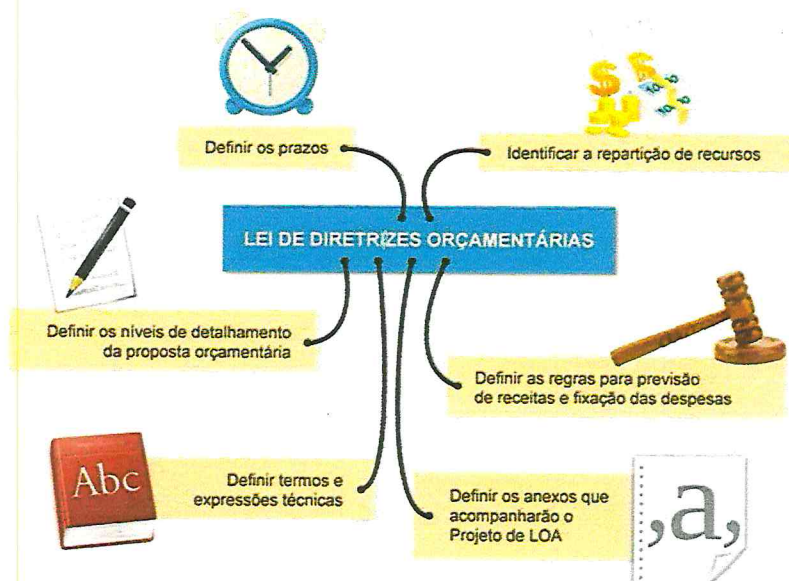 Definir os prazos
Identificar a repartição de recursos
LEI DE DIRETRIZES ORÇAMENTÁRIAS
Definir os níveis de detalhamento
da proposta orçamentária
Definir as regras para previsão
de receitas e fixação das despesas
Abc
Definir termos e
expressões técnicas
Definir os anexos que
acompanharão o
Projeto de LOA
,a,